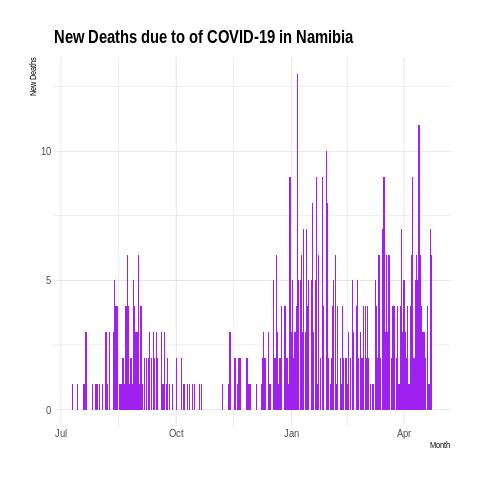 New Deaths due to of COVID-19 in Namibia
New Deaths
10
5
0
Jul Oct Jan Apr
Month